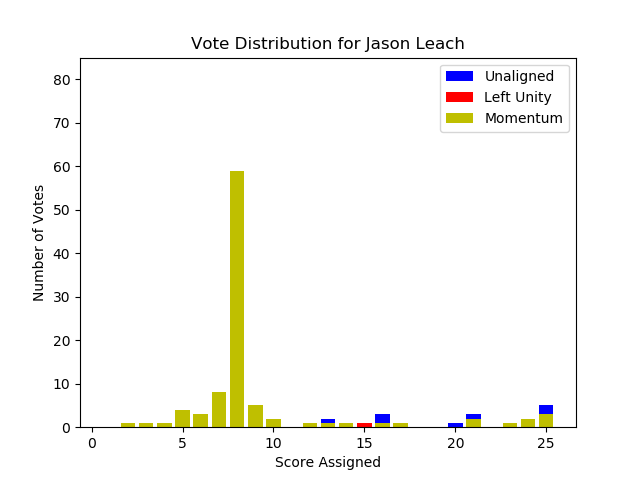 Vote Distribution for Jason Leach
Unaligned
Left Unity
Momentum
80
70
60
50
40
30
20
10
0
Number of Votes
0 5 10 15 20 25
Score Assigned